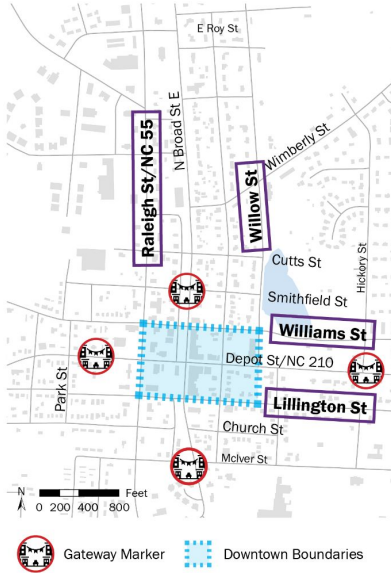 E Roy St
N Broad St E
Raleigh St/NC 55
Wimberly St
Willow St
Cutts St
Hickory St
Smithfield St
Williams St
Depot St/NC 210
Park St
Lillington St
Church St
McIver St
N
Feet
0 200 400 800
Gateway Marker
Downtown Boundaries